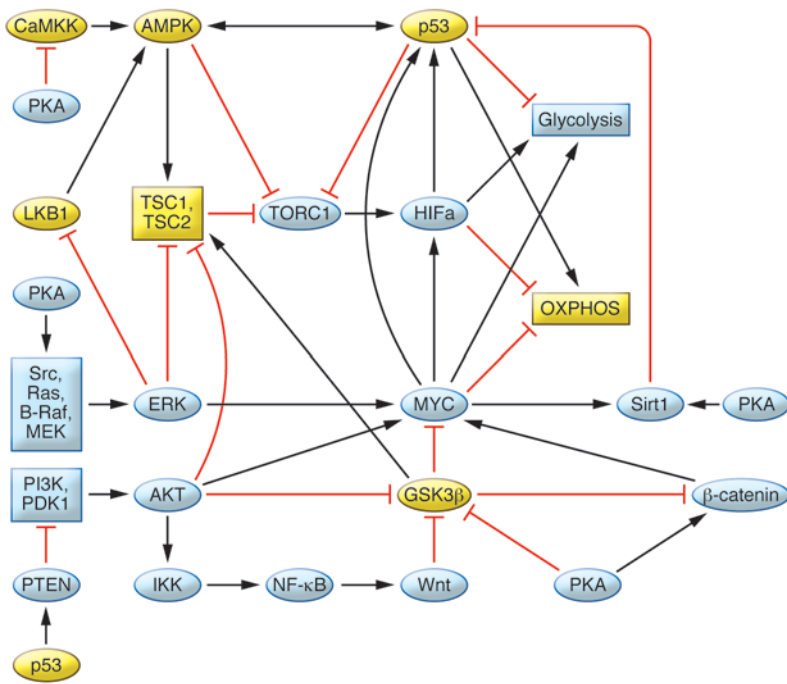 CaMKK
AMPK
p53
PKA
Glycolysis
LKB1
TSC1,
TSC2
TORC1
HIFa
PKA
OXPHOS
Src,
Ras,
B-Raf,
MEK
ERK
MYC
Sirt1
PKA
PI3K,
PDK1
AKT
GSK3β
β-catenin
PTEN
IKK
NF-κB
Wnt
PKA
p53